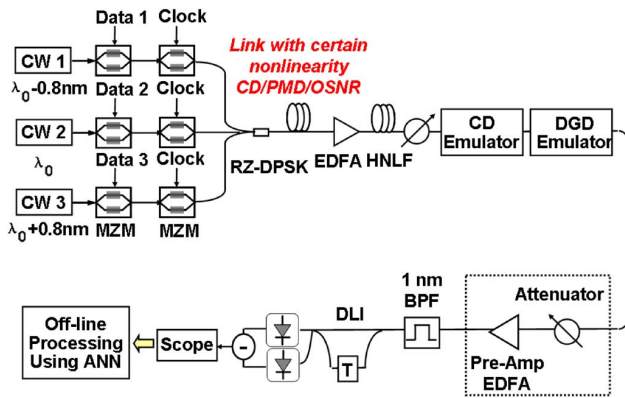 Data 1 Clock
CW 1
λ0-0.8nm
Link with certain
nonlinearity
CD/PMD/OSNR
Data 2 Clock
CW 2
λ0
RZ-DPSK
EDFA HNLF
CD
Emulator
DGD
Emulator
Data 3 Clock
CW 3
λ0+0.8nm
MZM MZM
Off-line
Processing
Using ANN
Scope
-
DLI
T
1 nm
BPF
Attenuator
Pre-Amp
EDFA